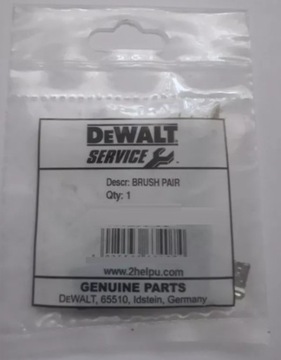 DEWALT
SERVICE
Descr: BRUSH PAIR
Qty: 1
www.2helpu.com
GENUINE PARTS
DEWALT, 65510, Idstein, Germany